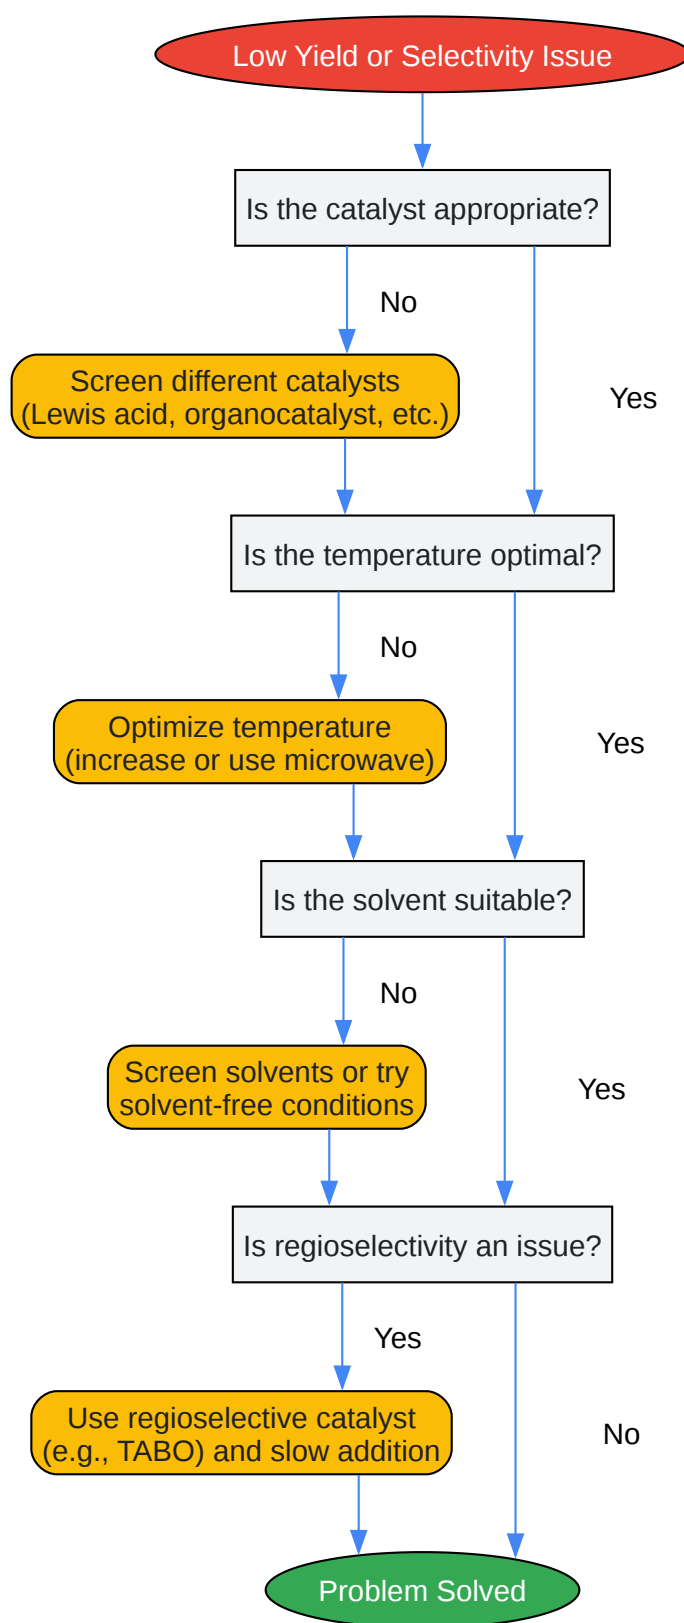 Low Yield or Selectivity Issue
Is the catalyst appropriate?
No
Screen different catalysts
(Lewis acid, organocatalyst, etc.)
Yes
Is the temperature optimal?
No
Optimize temperature
(increase or use microwave)
Yes
Is the solvent suitable?
No
Screen solvents or try
solvent-free conditions
Yes
Is regioselectivity an issue?
Yes
Use regioselective catalyst
(e.g., TABO) and slow addition
No
Problem Solved